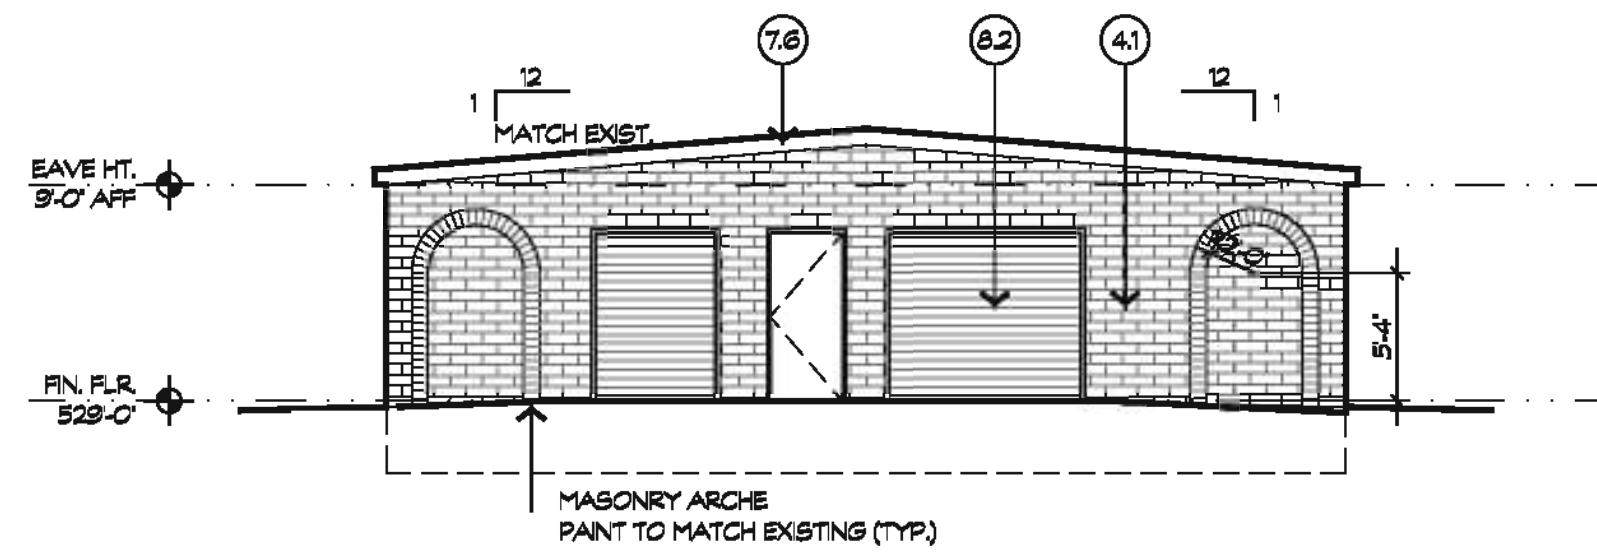 7.6
8.2
4.1
12
1
12
1
MATCH EXIST.
EAVE HT.
9'-0" AFF
5'-4"
FIN. FLR.
529'-0"
MASONRY ARCHE
PAINT TO MATCH EXISTING (TYP.)